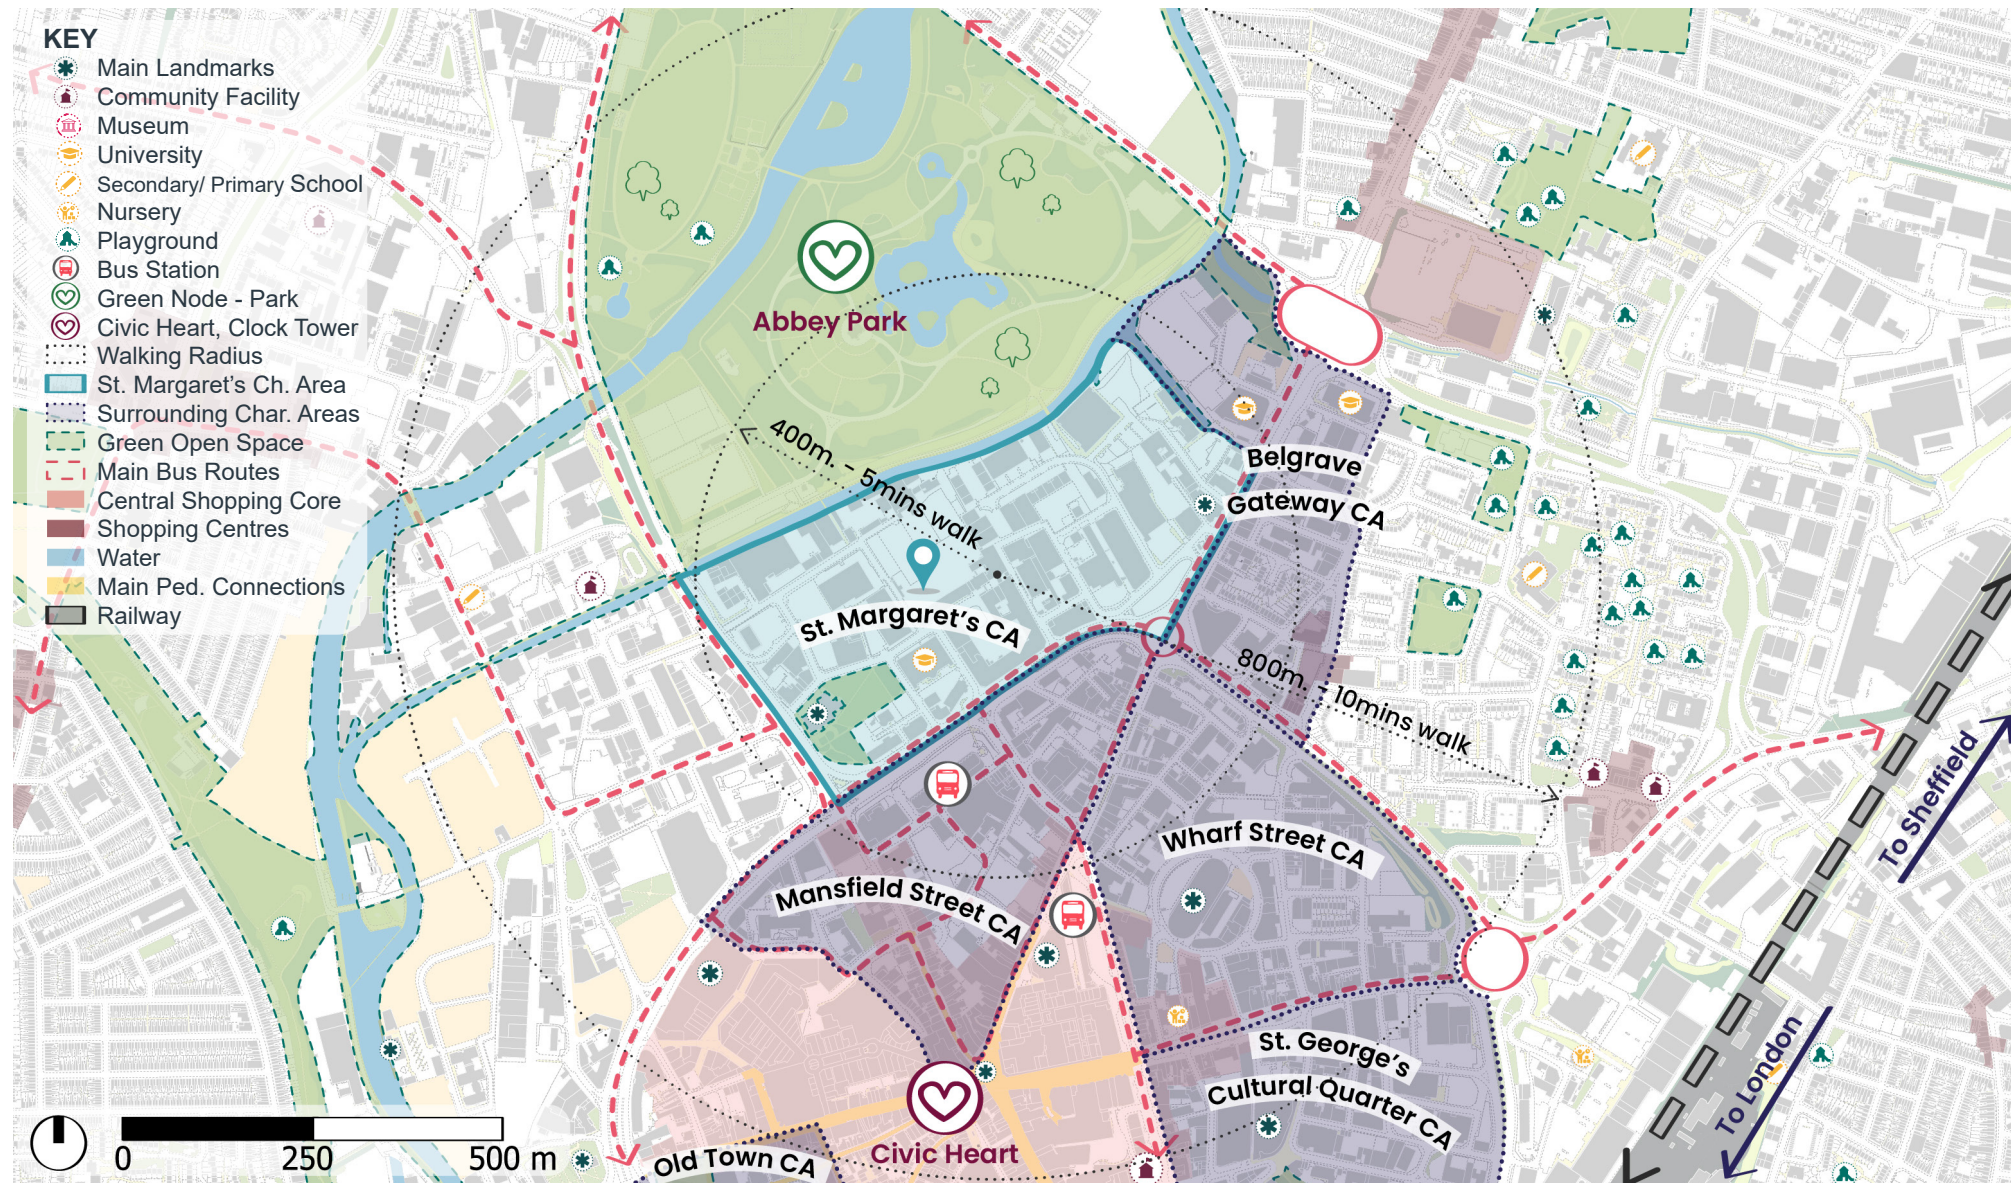 KEY
Main Landmarks
Community Facility
Museum
University
Secondary/ Primary School
Nursery
Playground
Bus Station
Green Node - Park
Civic Heart, Clock Tower
Walking Radius
St. Margaret's Ch. Area
Surrounding Char. Areas
Green Open Space
Main Bus Routes
Central Shopping Core
Shopping Centres
Water
Main Ped. Connections
Railway
Abbey Park
400m. - 5mins walk
Belgrave
Gateway CA
St. Margaret's CA
800m. - 10mins walk
To Sheffield
Wharf Street CA
Mansfield Street CA
St. George's
Cultural Quarter CA
To London
Civic Heart
Old Town CA
0 250 500 m